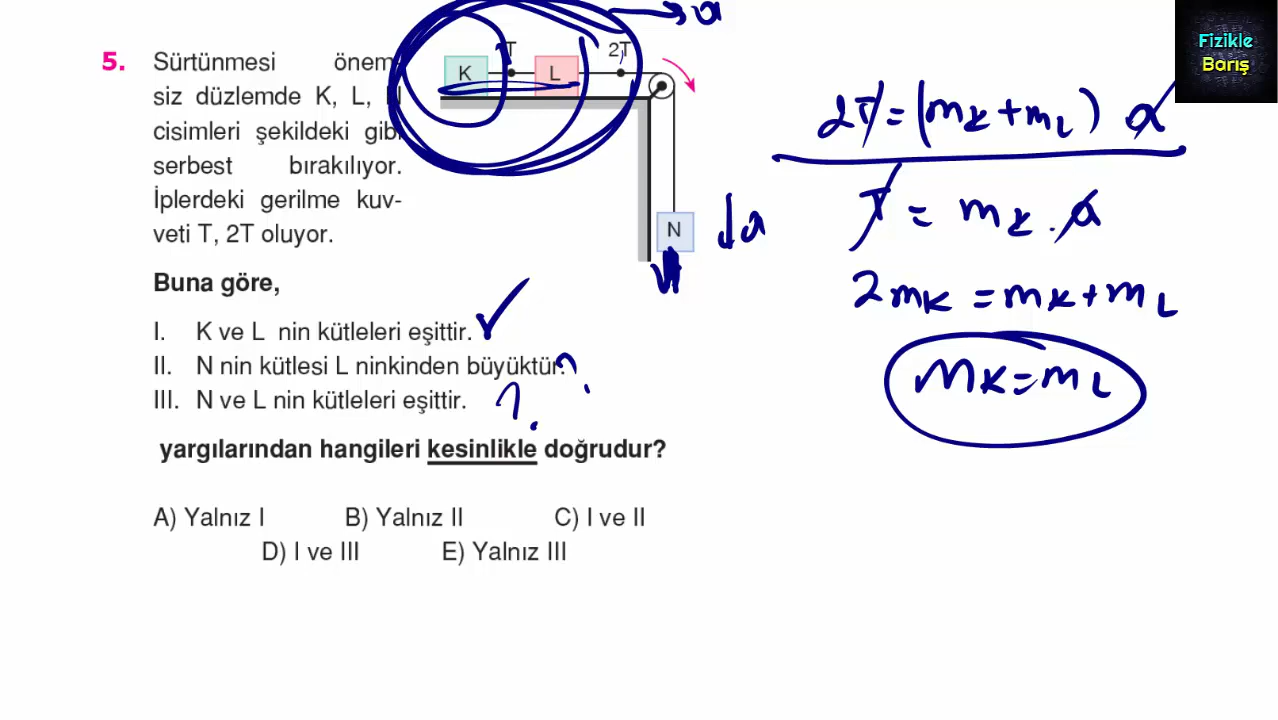 Fizikle
Barış
a
5.
Sürtünmesi önem-
siz düzlemde K, L, N
cisimleri şekildeki gibi
serbest bırakılıyor.
İplerdeki gerilme kuv-
veti T, 2T oluyor.
K T L 2T
N
a
2T = (mK + mL) a
T = mK . a
2mK = mK + mL
mK = mL
Buna göre,
I. K ve L nin kütleleri eşittir. ✓
II. N nin kütlesi L ninkinden büyüktür. ?
III. N ve L nin kütleleri eşittir. ?
yargılarından hangileri kesinlikle doğrudur?
A) Yalnız I B) Yalnız II C) I ve II
D) I ve III E) Yalnız III